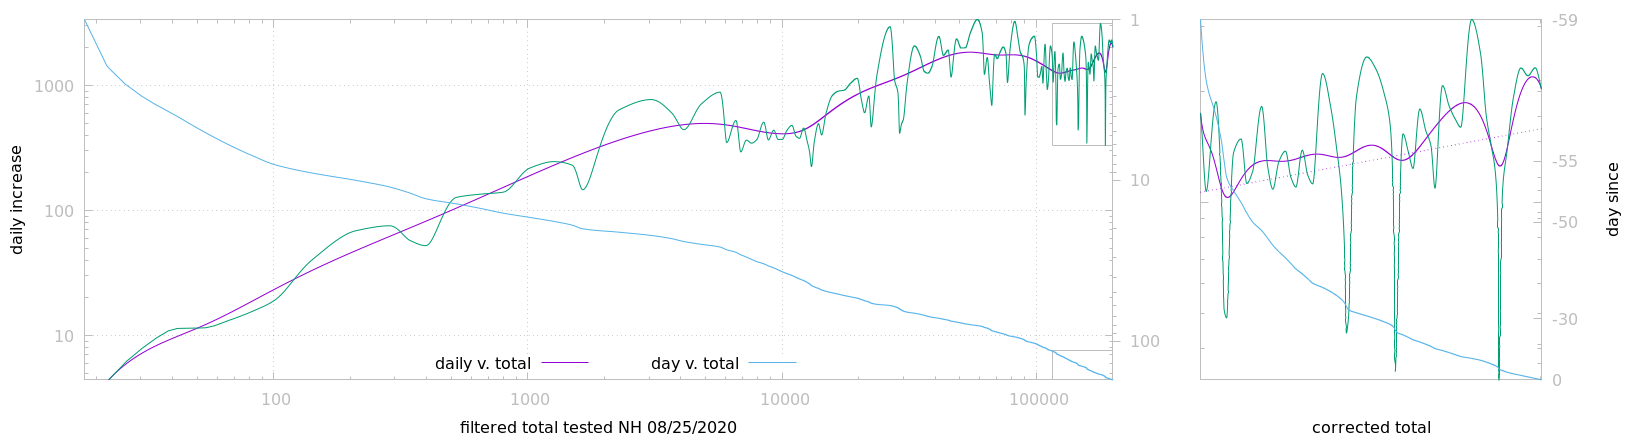 1
-59
1000
daily increase
10
-55
day since
100
-50
10
100
-30
daily v. total
day v. total
0
100
1000
10000
100000
filtered total tested NH 08/25/2020
corrected total